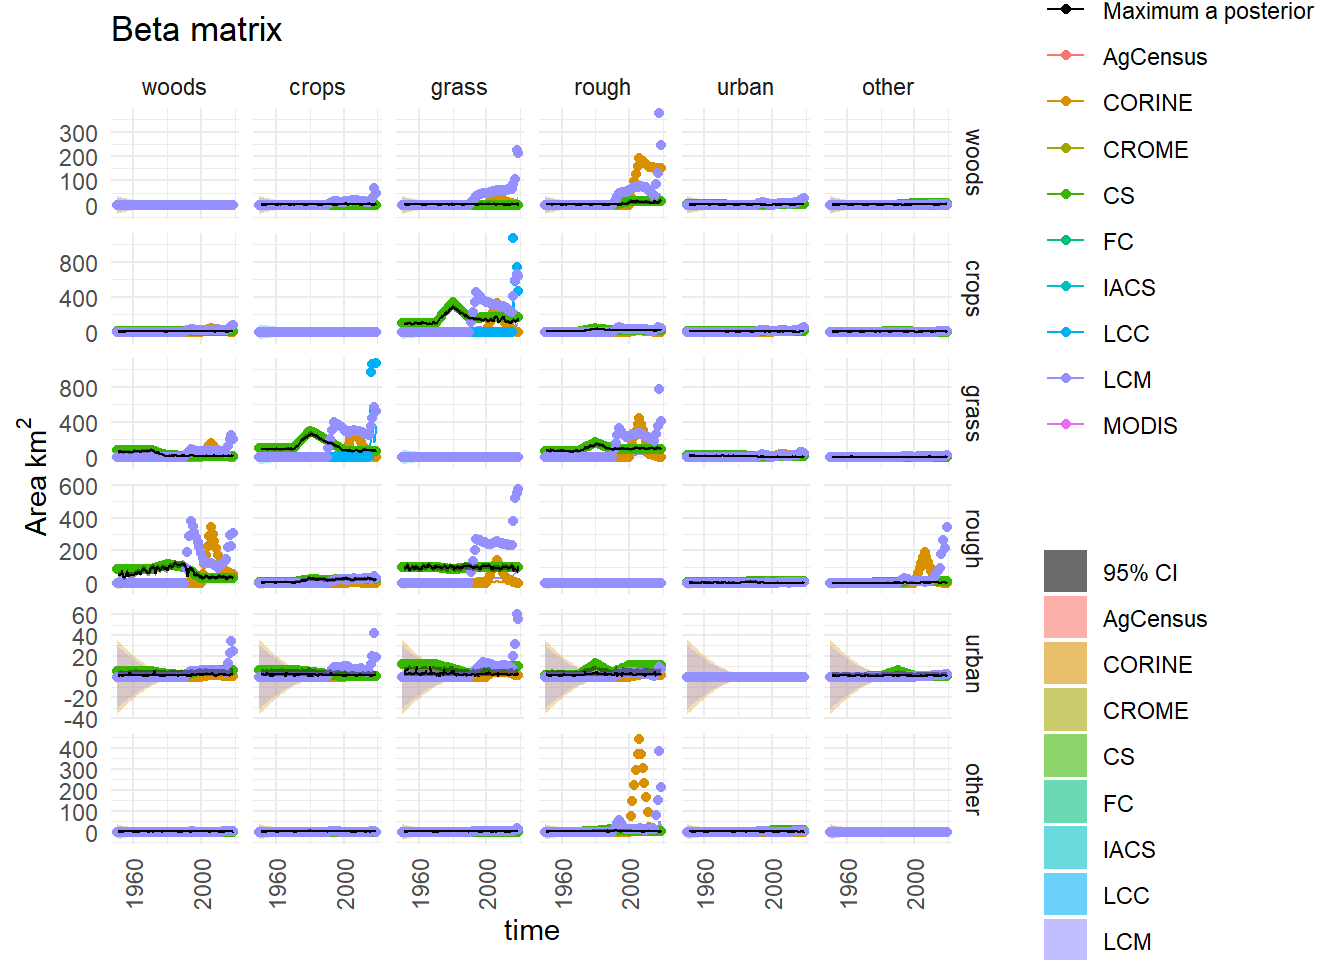 Beta matrix
woods crops grass rough urban other
300
200
100
0
woods
800
400
0
crops
800
400
0
grass
600
400
200
0
rough
60
40
20
0
-20
-40
urban
400
300
200
100
0
other
1960 2000 1960 2000 1960 2000 1960 2000 1960 2000 1960 2000
time
Area km²
Maximum a posterior
AgCensus
CORINE
CROME
CS
FC
IACS
LCC
LCM
MODIS
95% CI
AgCensus
CORINE
CROME
CS
FC
IACS
LCC
LCM